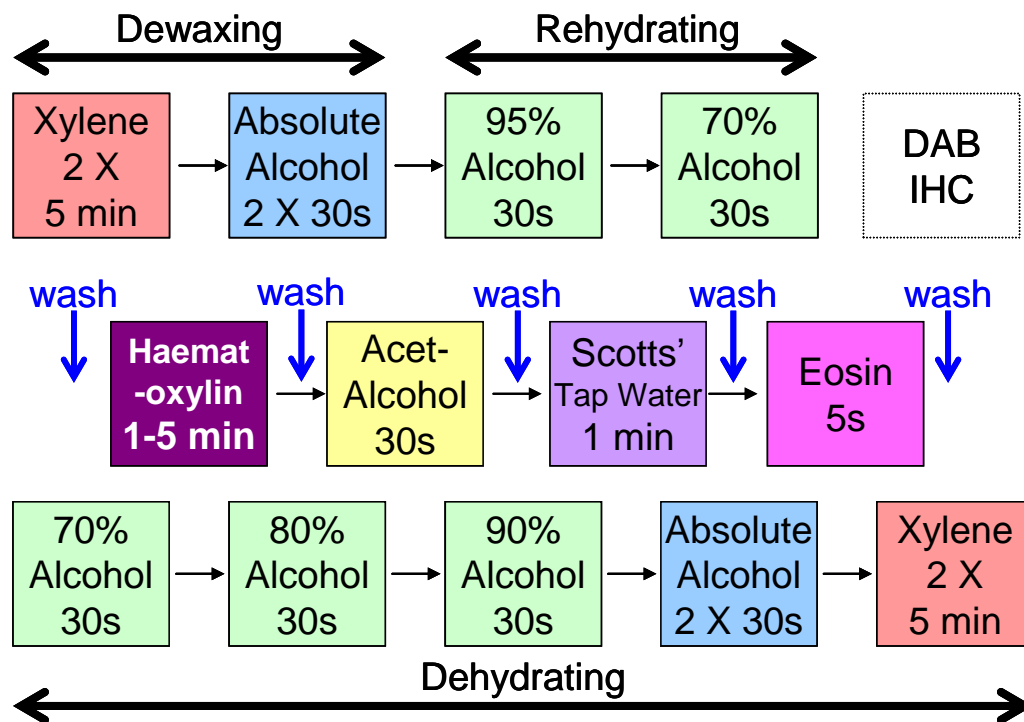 Dewaxing
Rehydrating
Xylene
2 X
5 min
Absolute
Alcohol
2 X 30s
95%
Alcohol
30s
70%
Alcohol
30s
DAB
IHC
wash
wash
wash
wash
wash
Haemat
-oxylin
1-5 min
Acet-
Alcohol
30s
Scotts'
Tap Water
1 min
Eosin
5s
70%
Alcohol
30s
80%
Alcohol
30s
90%
Alcohol
30s
Absolute
Alcohol
2 X 30s
Xylene
2 X
5 min
Dehydrating